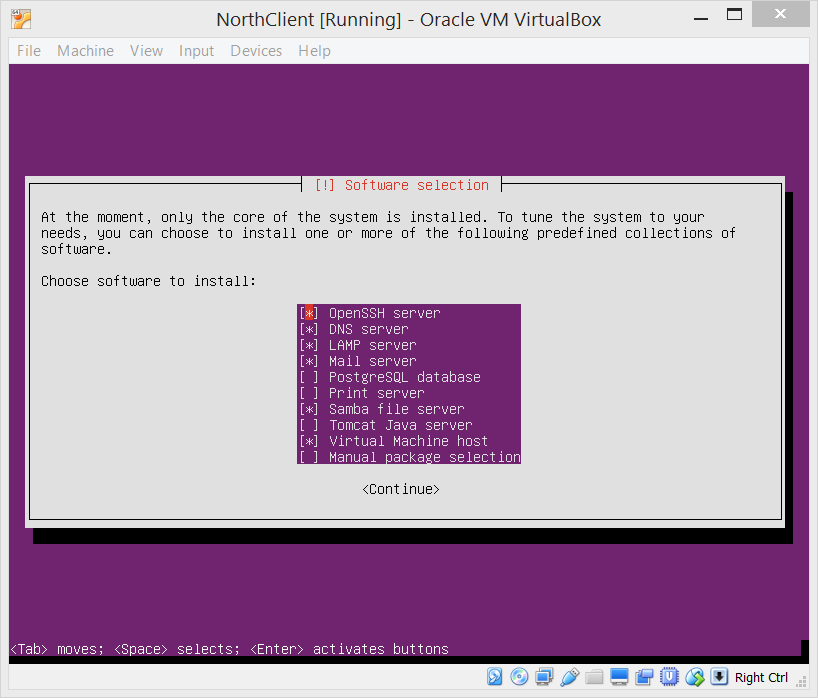 NorthClient [Running] - Oracle VM VirtualBox
File Machine View Input Devices Help
[!] Software selection
At the moment, only the core of the system is installed. To tune the system to your
needs, you can choose to install one or more of the following predefined collections of
software.
Choose software to install:
[*] OpenSSH server
[*] DNS server
[*] LAMP server
[*] Mail server
[ ] PostgreSQL database
[ ] Print server
[*] Samba file server
[ ] Tomcat Java server
[*] Virtual Machine host
[ ] Manual package selection
<Continue>
<Tab> moves; <Space> selects; <Enter> activates buttons
Right Ctrl